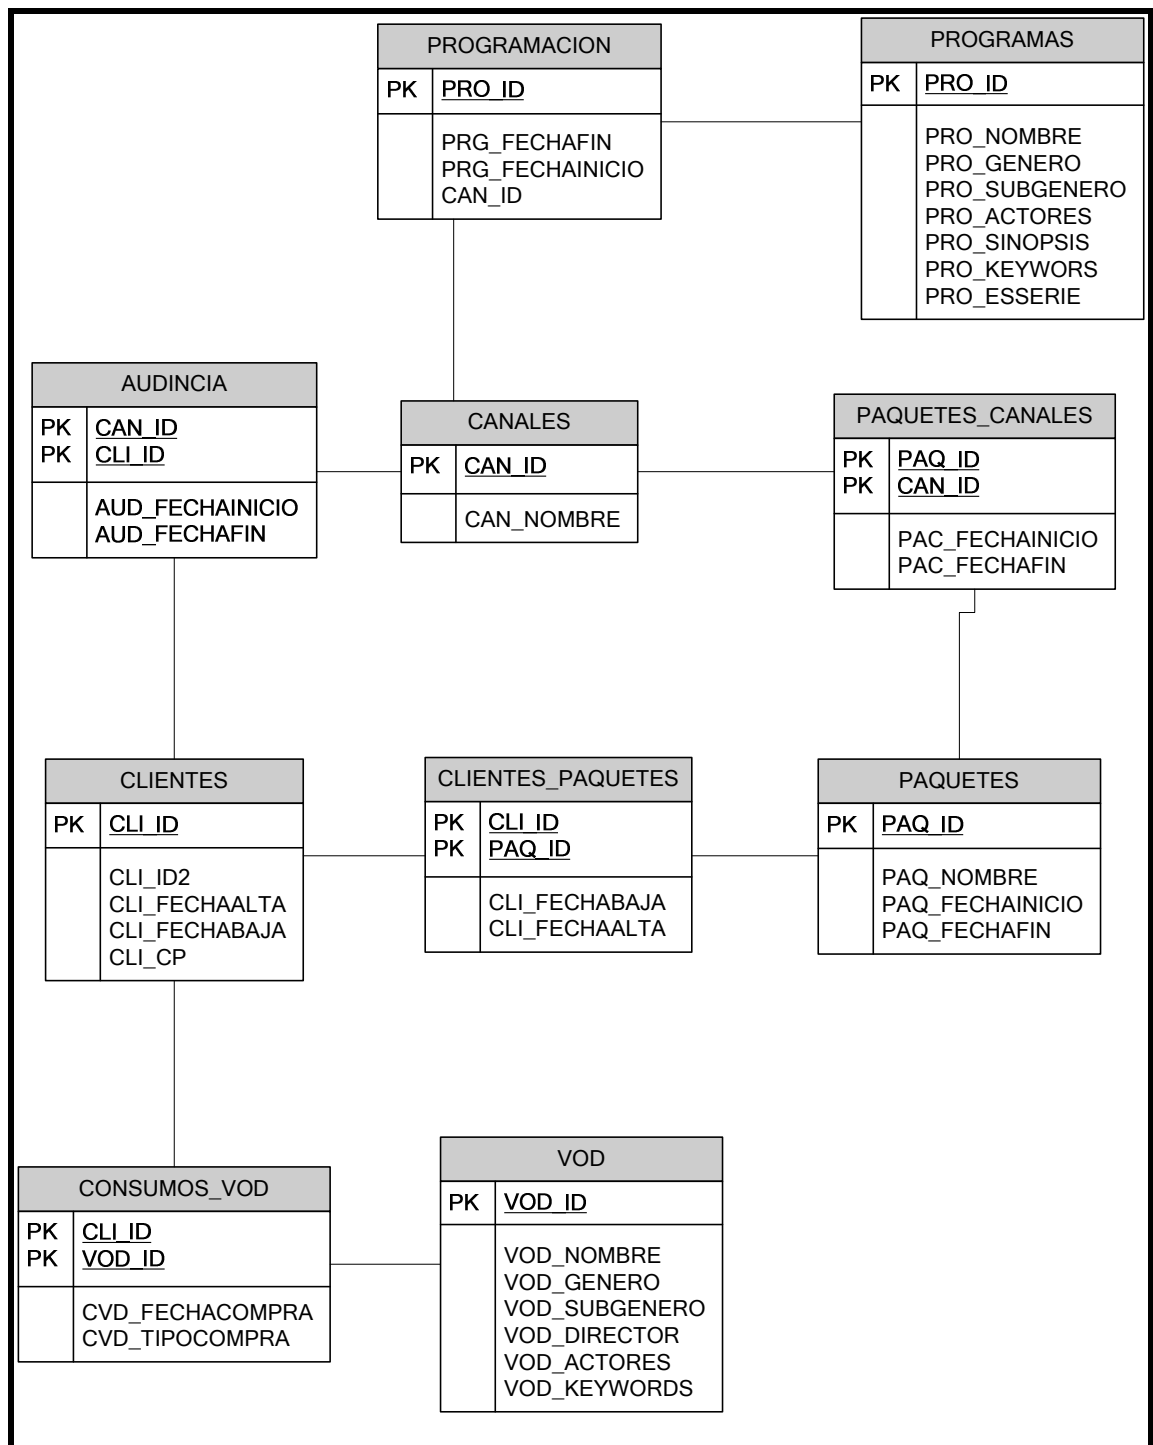 PROGRAMACION
PK PRO_ID
PRG_FECHAFIN
PRG_FECHAINICIO
CAN_ID
PROGRAMAS
PK PRO_ID
PRO_NOMBRE
PRO_GENERO
PRO_SUBGENERO
PRO_ACTORES
PRO_SINOPSIS
PRO_KEYWORS
PRO_ESSERIE
AUDINCIA
PK CAN_ID
PK CLI_ID
AUD_FECHAINICIO
AUD_FECHAFIN
CANALES
PK CAN_ID
CAN_NOMBRE
PAQUETES_CANALES
PK PAQ_ID
PK CAN_ID
PAC_FECHAINICIO
PAC_FECHAFIN
CLIENTES
PK CLI_ID
CLI_ID2
CLI_FECHAALTA
CLI_FECHABAJA
CLI_CP
CLIENTES_PAQUETES
PK CLI_ID
PK PAQ_ID
CLI_FECHABAJA
CLI_FECHAALTA
PAQUETES
PK PAQ_ID
PAQ_NOMBRE
PAQ_FECHAINICIO
PAQ_FECHAFIN
CONSUMOS_VOD
PK CLI_ID
PK VOD_ID
CVD_FECHACOMPRA
CVD_TIPOCOMPRA
VOD
PK VOD_ID
VOD_NOMBRE
VOD_GENERO
VOD_SUBGENERO
VOD_DIRECTOR
VOD_ACTORES
VOD_KEYWORDS